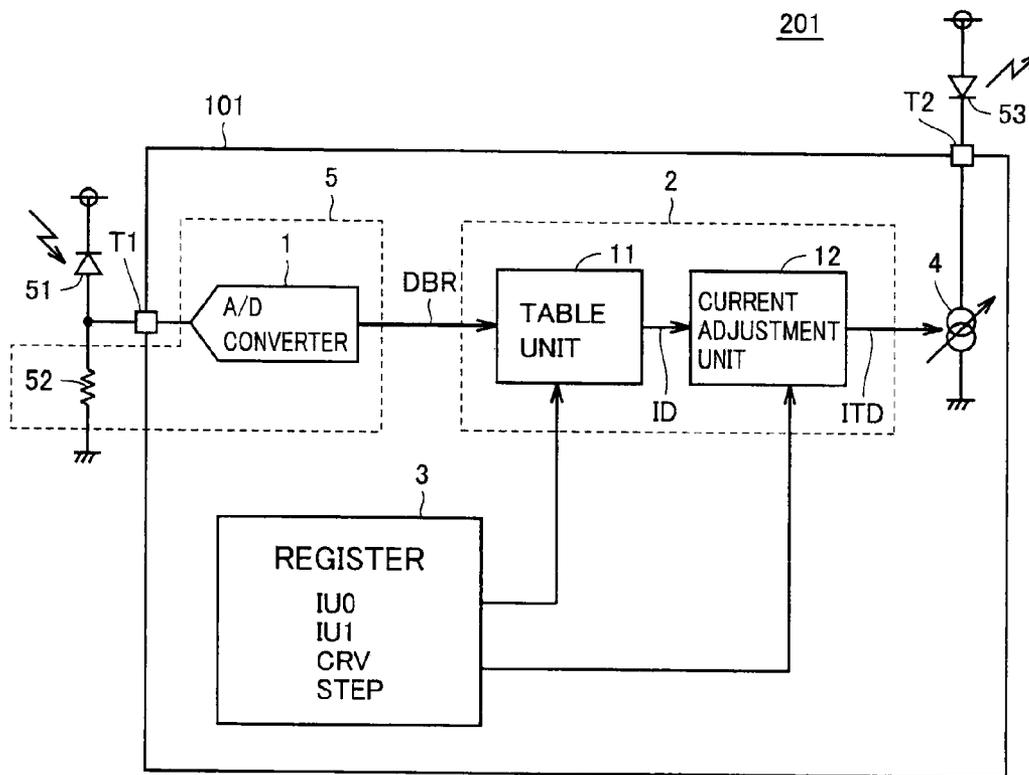 201
101
T2
53
5
2
T1
1
11
12
4
51
A/D
CONVERTER
DBR
TABLE
UNIT
CURRENT
ADJUSTMENT
UNIT
52
ID
ITD
3
REGISTER
IU0
IU1
CRV
STEP